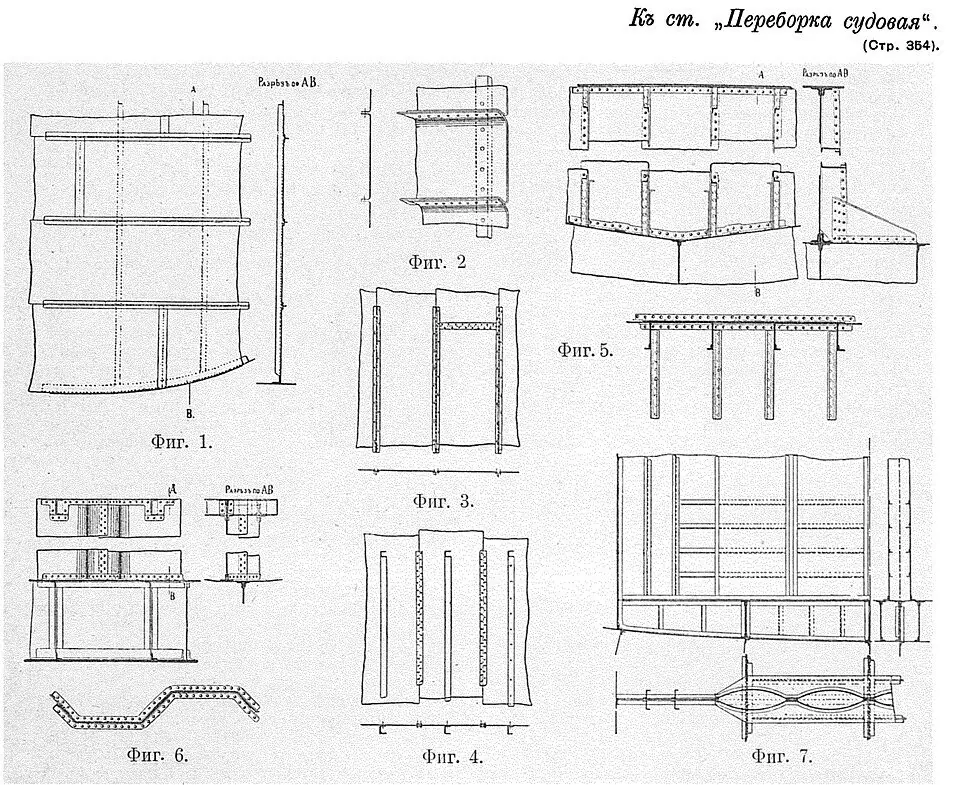 Къ ст. „Переборка судовая“.
(Стр. 354).
A
Разрѣзъ по АВ.
B.
Фиг. 1.
Фиг. 2
A
Разрѣзъ по АВ
B
Фиг. 5.
Фиг. 3.
A
Разрѣзъ по АВ
B
Фиг. 6.
Фиг. 4.
Фиг. 7.